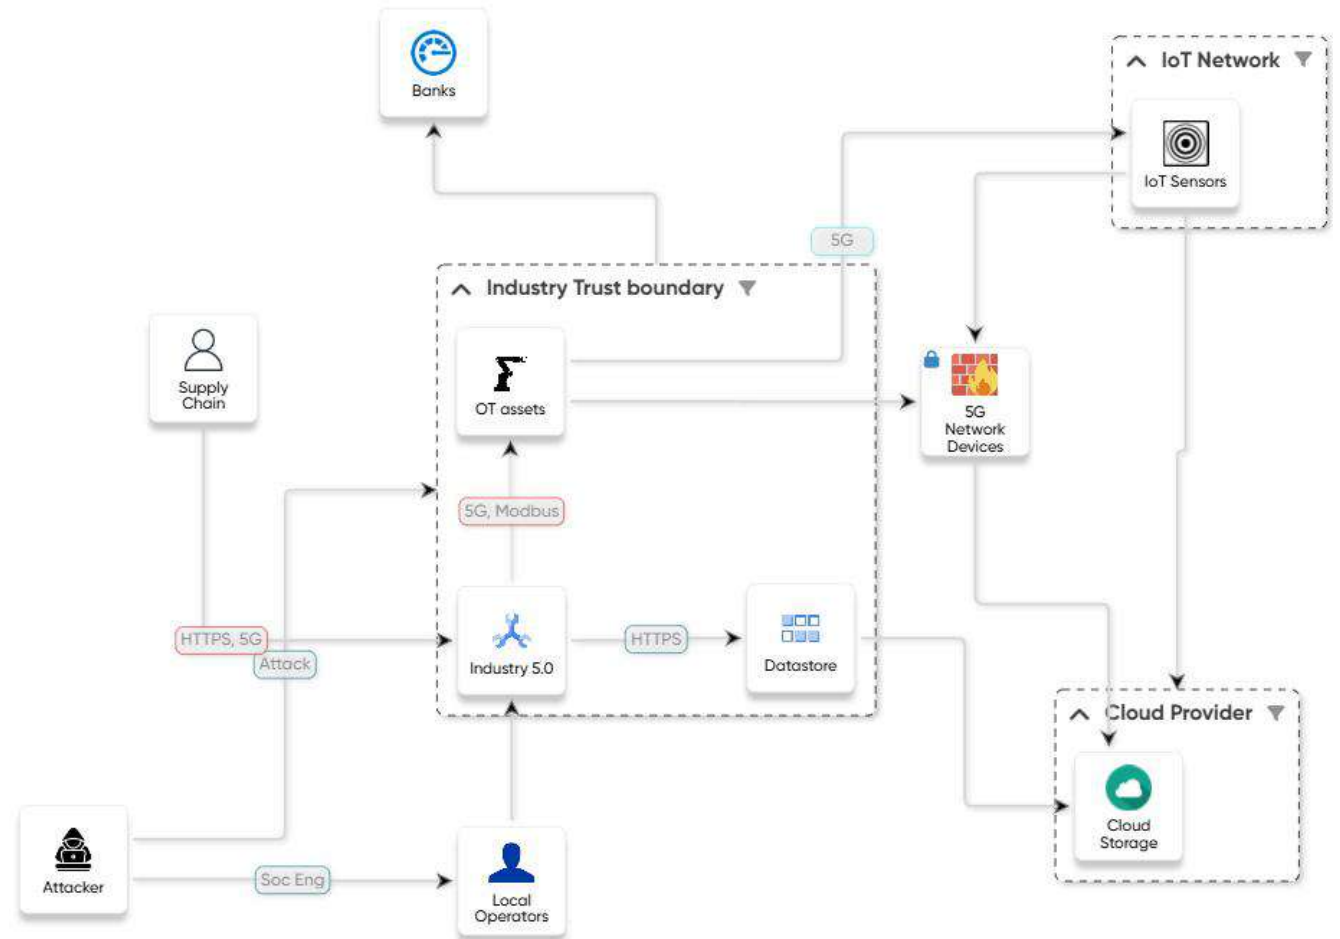 Banks
IoT Network
IoT Sensors
5G
Industry Trust boundary
Supply
Chain
OT assets
5G
Network
Devices
5G, Modbus
HTTPS, 5G
Attack
Industry 5.0
HTTPS
Datastore
Cloud Provider
Cloud
Storage
Attacker
Soc Eng
Local
Operators